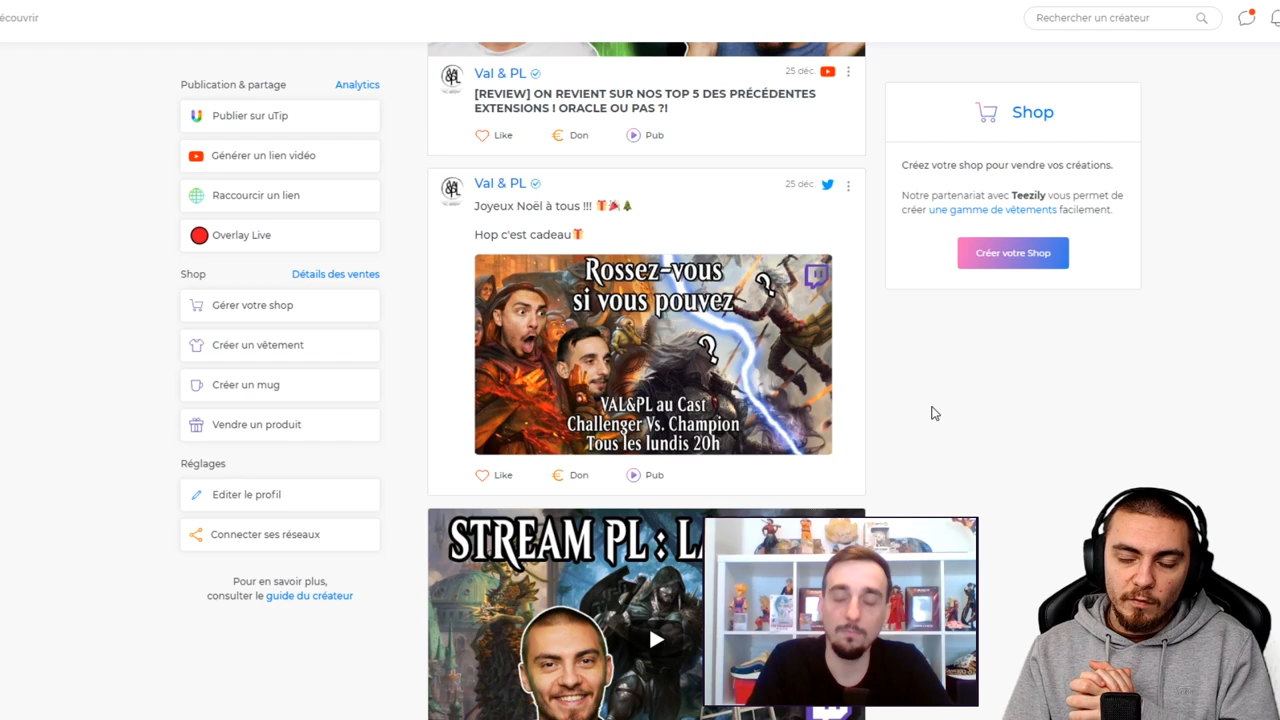 écouvrir
Rechercher un créateur
Publication & partage
Analytics
Publier sur uTip
Générer un lien vidéo
Raccourcir un lien
Overlay Live
Shop
Détails des ventes
Gérer votre shop
Créer un vêtement
Créer un mug
Vendre un produit
Réglages
Editer le profil
Connecter ses réseaux
Pour en savoir plus,
consulter le guide du créateur
Val & PL
25 déc.
[REVIEW] ON REVIENT SUR NOS TOP 5 DES PRÉCÉDENTES
EXTENSIONS ! ORACLE OU PAS ?!
Like
Don
Pub
Val & PL
25 déc.
Joyeux Noël à tous !!!
Hop c'est cadeau
Rossez-vous
si vous pouvez
?
?
VAL&PL au Cast
Challenger Vs. Champion
Tous les lundis 20h
Like
Don
Pub
STREAM PL : L
Shop
Créez votre shop pour vendre vos créations.
Notre partenariat avec Teezily vous permet de
créer une gamme de vêtements facilement.
Créer votre Shop